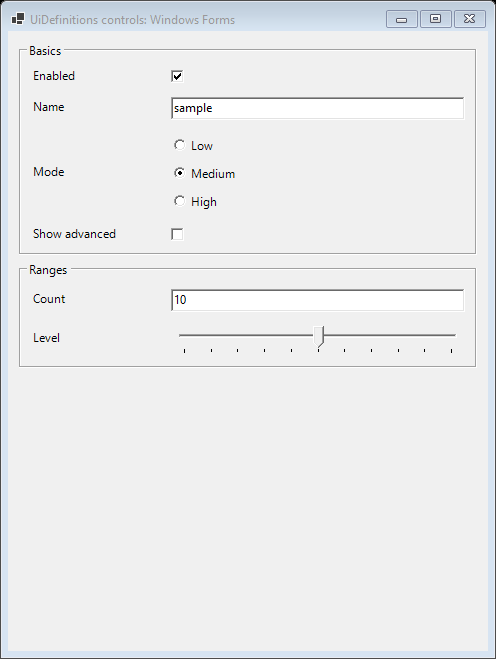 UiDefinitions controls: Windows Forms
Basics
Enabled
Name
sample
Low
Mode
Medium
High
Show advanced
Ranges
Count
10
Level